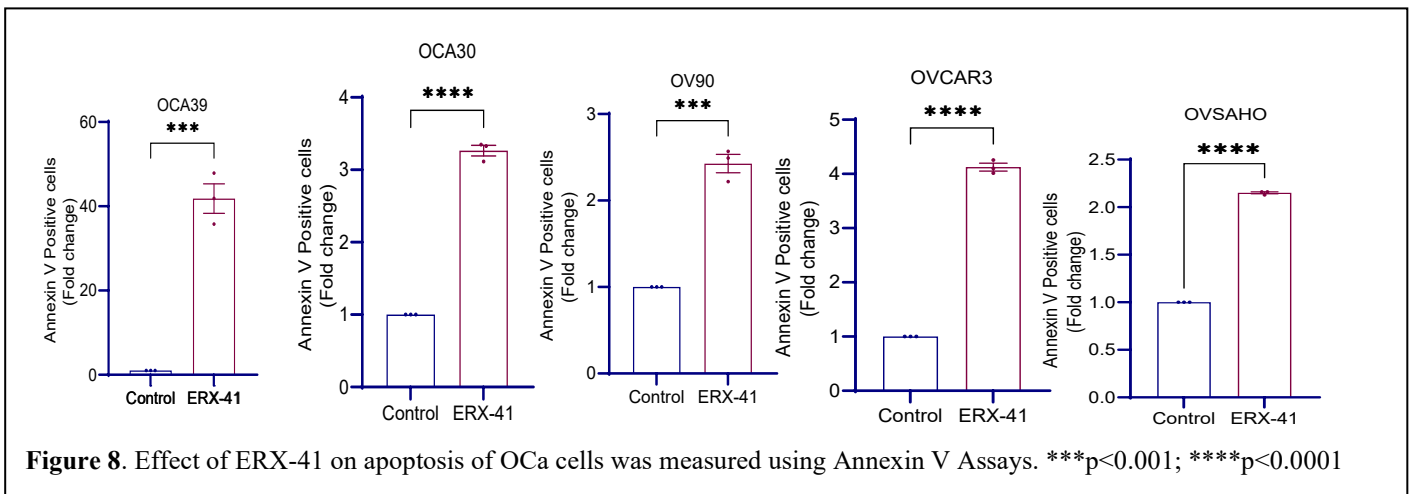 OCA39
***
Annexin V Positive cells
(Fold change)
60
40
20
0
Control ERX-41
OCA30
****
Annexin V Positive cells
(Fold change)
4
3
2
1
0
Control ERX-41
OV90
***
Annexin V Positive cells
(Fold change)
3
2
1
0
Control ERX-41
OVCAR3
****
Annexin V Positive cells
(Fold change)
5
4
3
2
1
0
Control ERX-41
OVSAHO
****
Annexin V Positive cells
(Fold change)
2.5
2.0
1.0
0.5
0.0
Control ERX-41
Figure 8. Effect of ERX-41 on apoptosis of OCa cells was measured using Annexin V Assays. ***p<0.001; ****p<0.0001